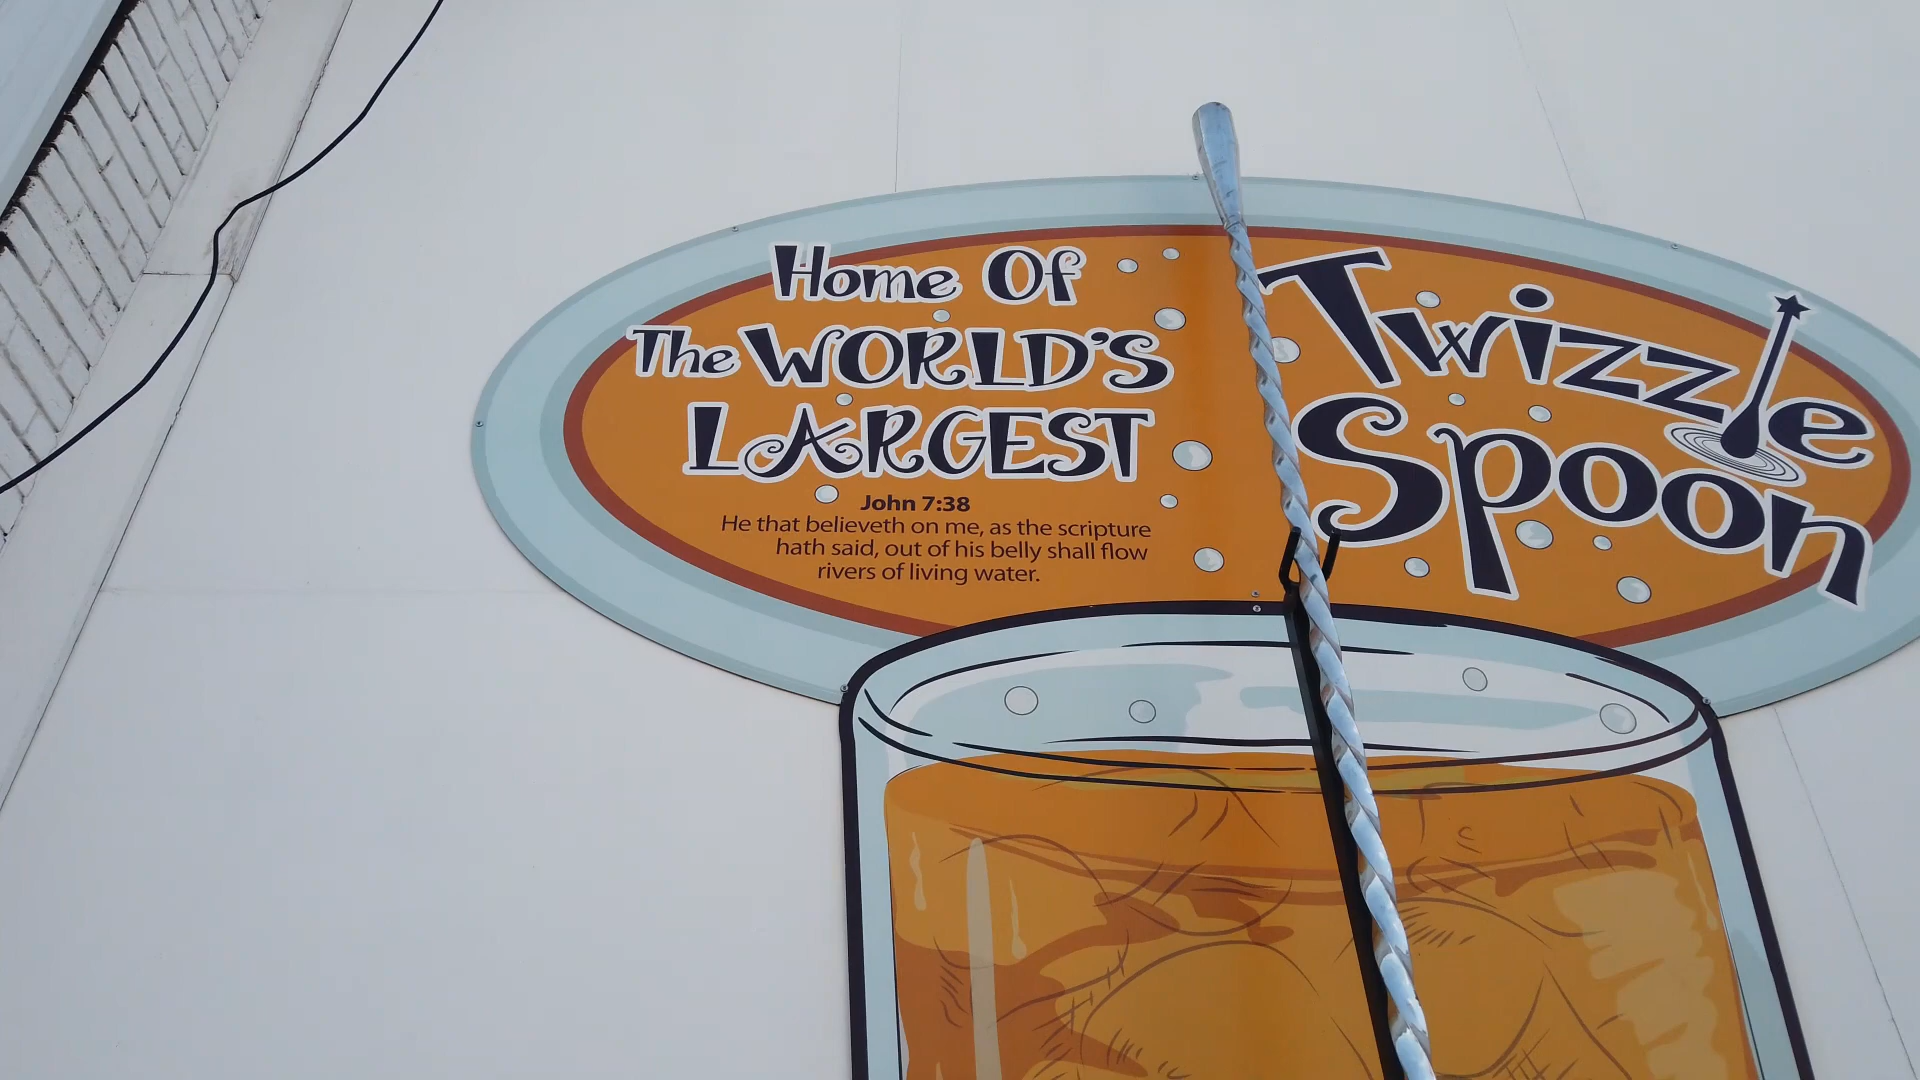 Home Of
The WORLD'S
LARGEST
Twizzle
Spoon
John 7:38
He that believeth on me, as the scripture
hath said, out of his belly shall flow
rivers of living water.